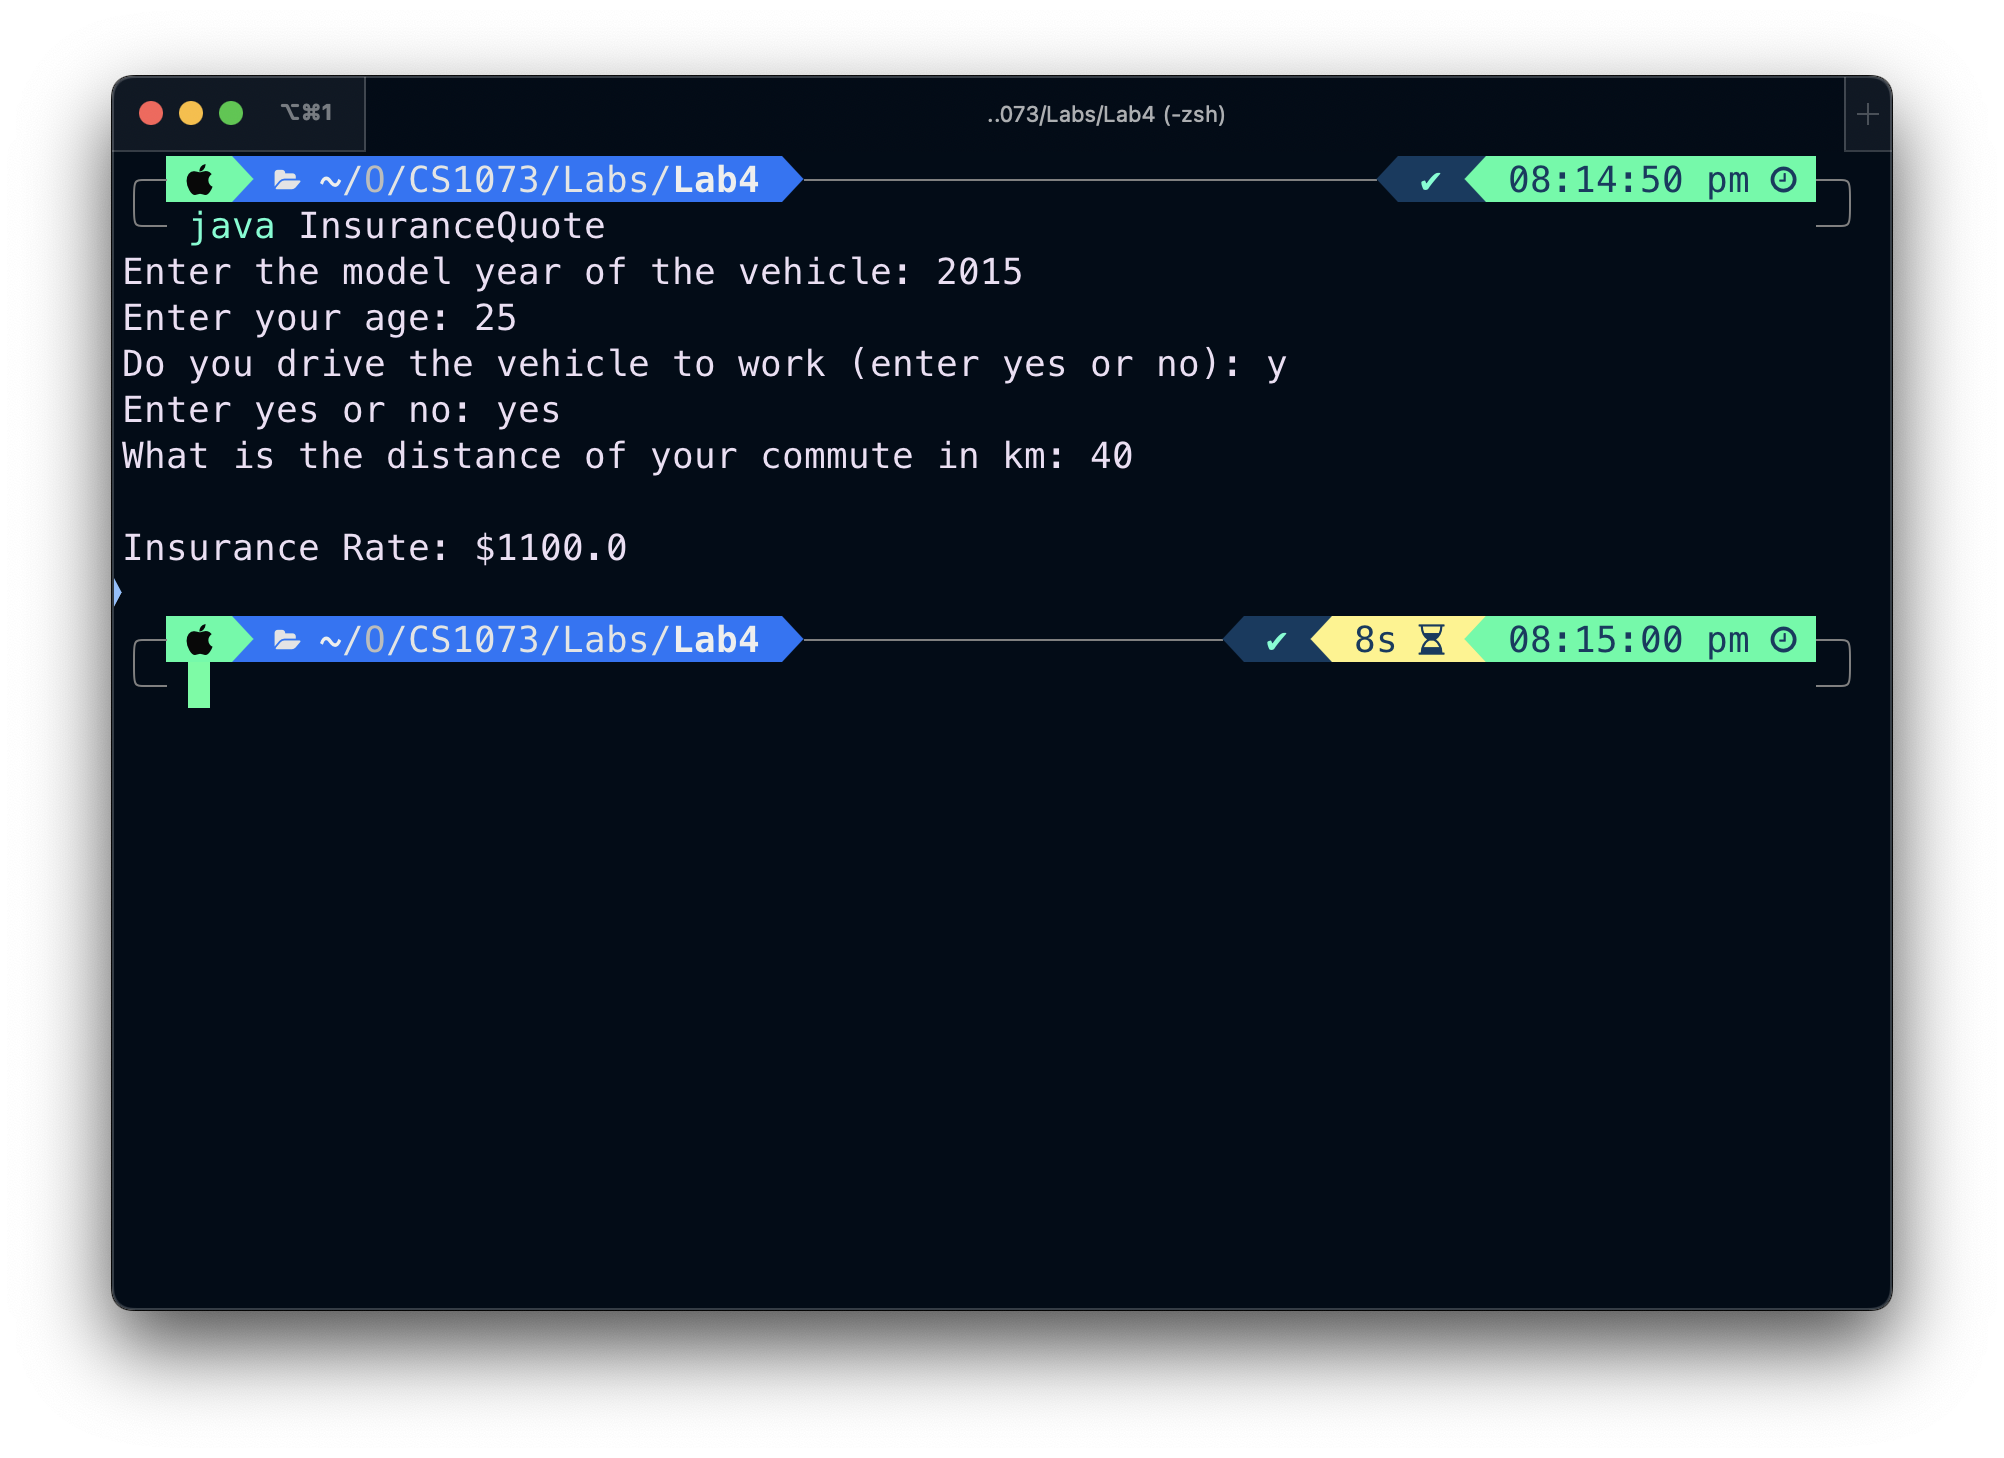 ⌥⌘1 ..073/Labs/Lab4 (-zsh)
~/O/CS1073/Labs/Lab4 ✔ 08:14:50 pm
java InsuranceQuote
Enter the model year of the vehicle: 2015
Enter your age: 25
Do you drive the vehicle to work (enter yes or no): y
Enter yes or no: yes
What is the distance of your commute in km: 40
Insurance Rate: $1100.0
~/O/CS1073/Labs/Lab4 ✔ 8s 08:15:00 pm